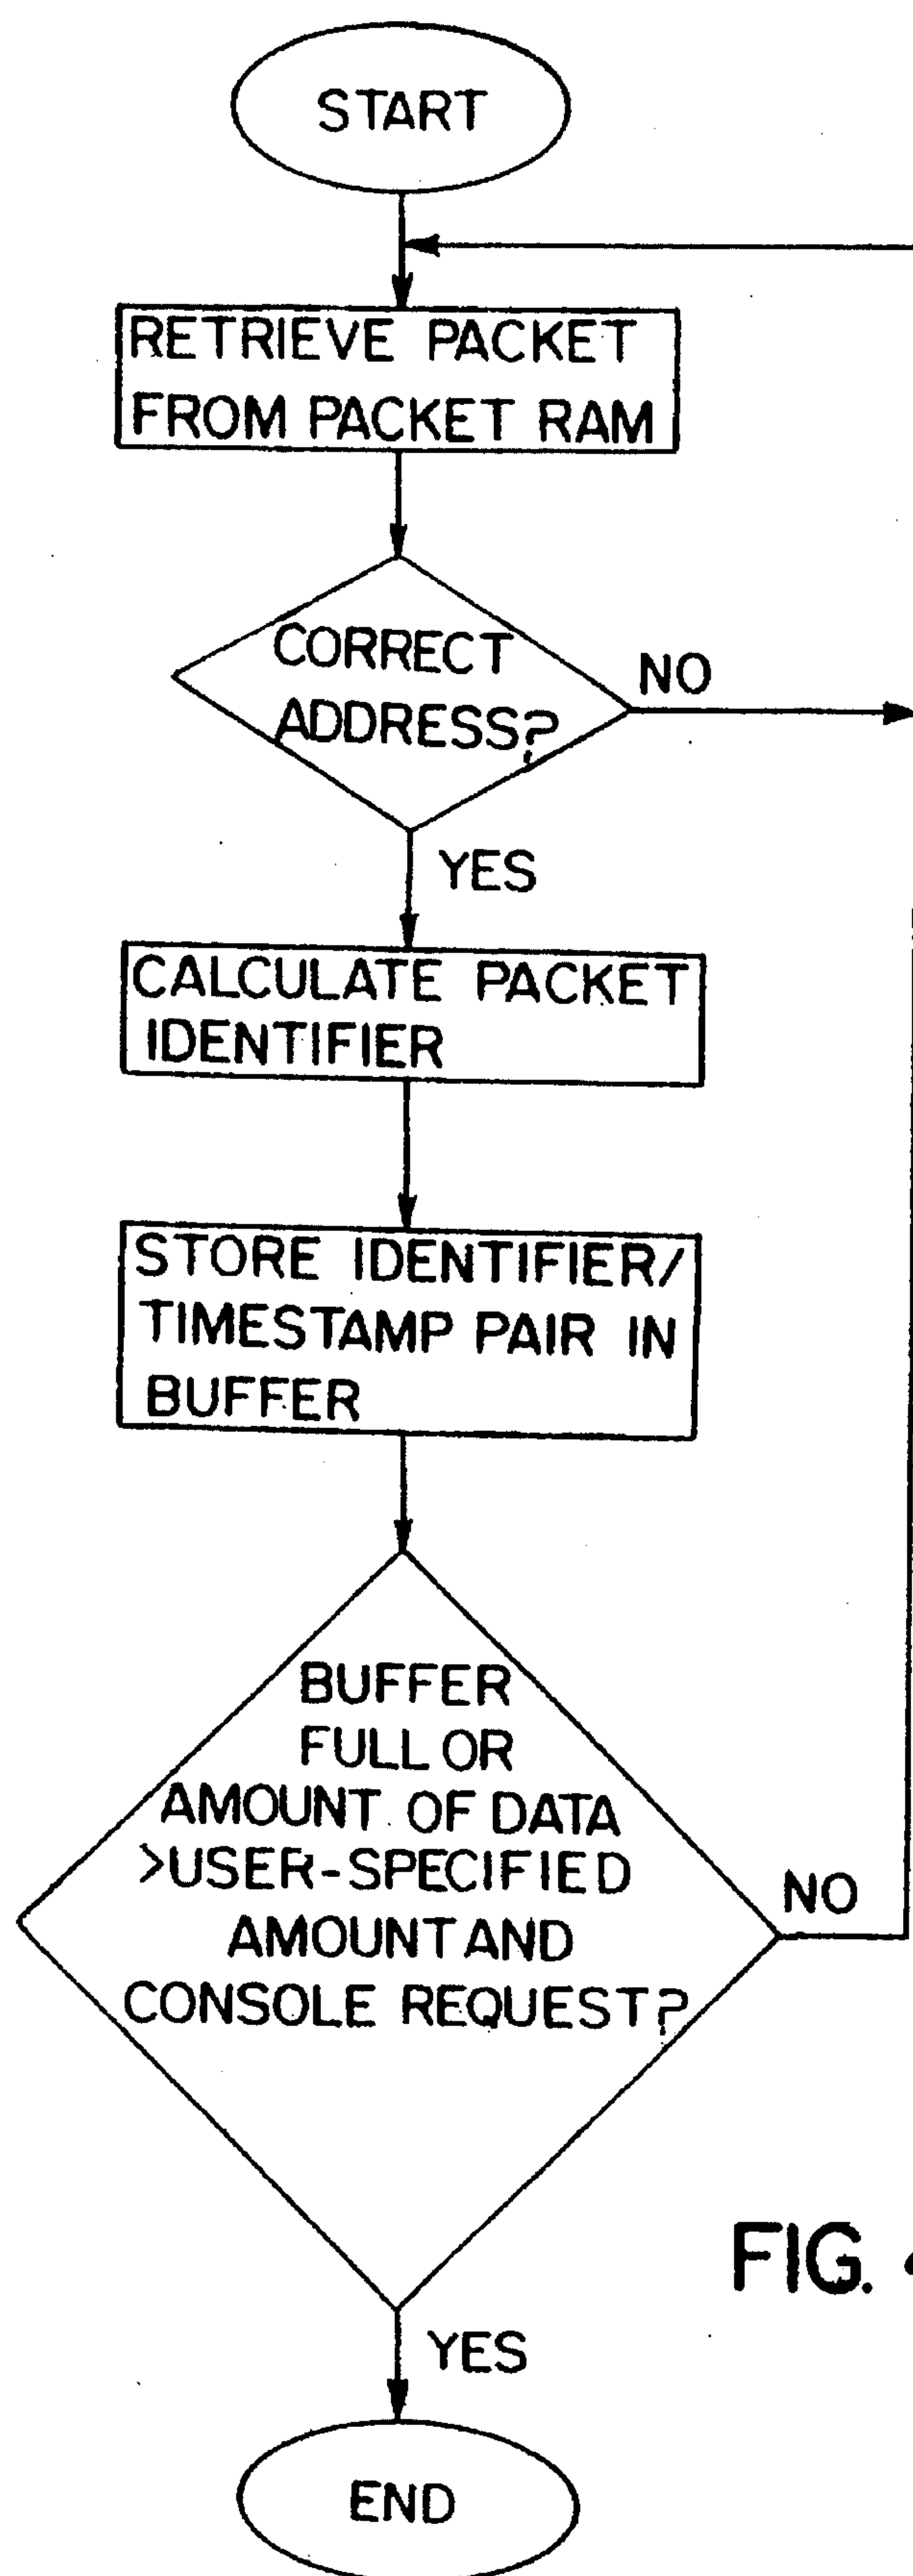 START
RETRIEVE PACKET
FROM PACKET RAM
CORRECT
ADDRESS?
NO
YES
CALCULATE PACKET
IDENTIFIER
STORE IDENTIFIER/
TIMESTAMP PAIR IN
BUFFER
BUFFER
FULL OR
AMOUNT OF DATA
>USER-SPECIFIED
AMOUNT AND
CONSOLE REQUEST?
NO
FIG.
YES
END